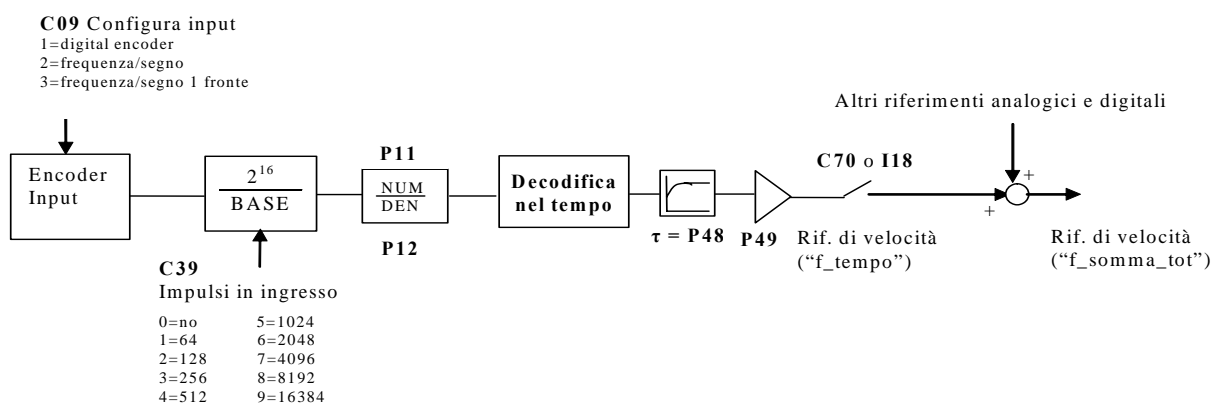 C09 Configura input
1=digital encoder
2=frequenza/segno
3=frequenza/segno 1 fronte
Altri riferimenti analogici e digitali
Encoder
Input
2^16
BASE
P11
NUM
DEN
P12
Decodifica
nel tempo
τ = P48
P49
C70 o I18
Rif. di velocità
("f_tempo")
+
+
Rif. di velocità
("f_somma_tot")
C39
Impulsi in ingresso
0=no 5=1024
1=64 6=2048
2=128 7=4096
3=256 8=8192
4=512 9=16384